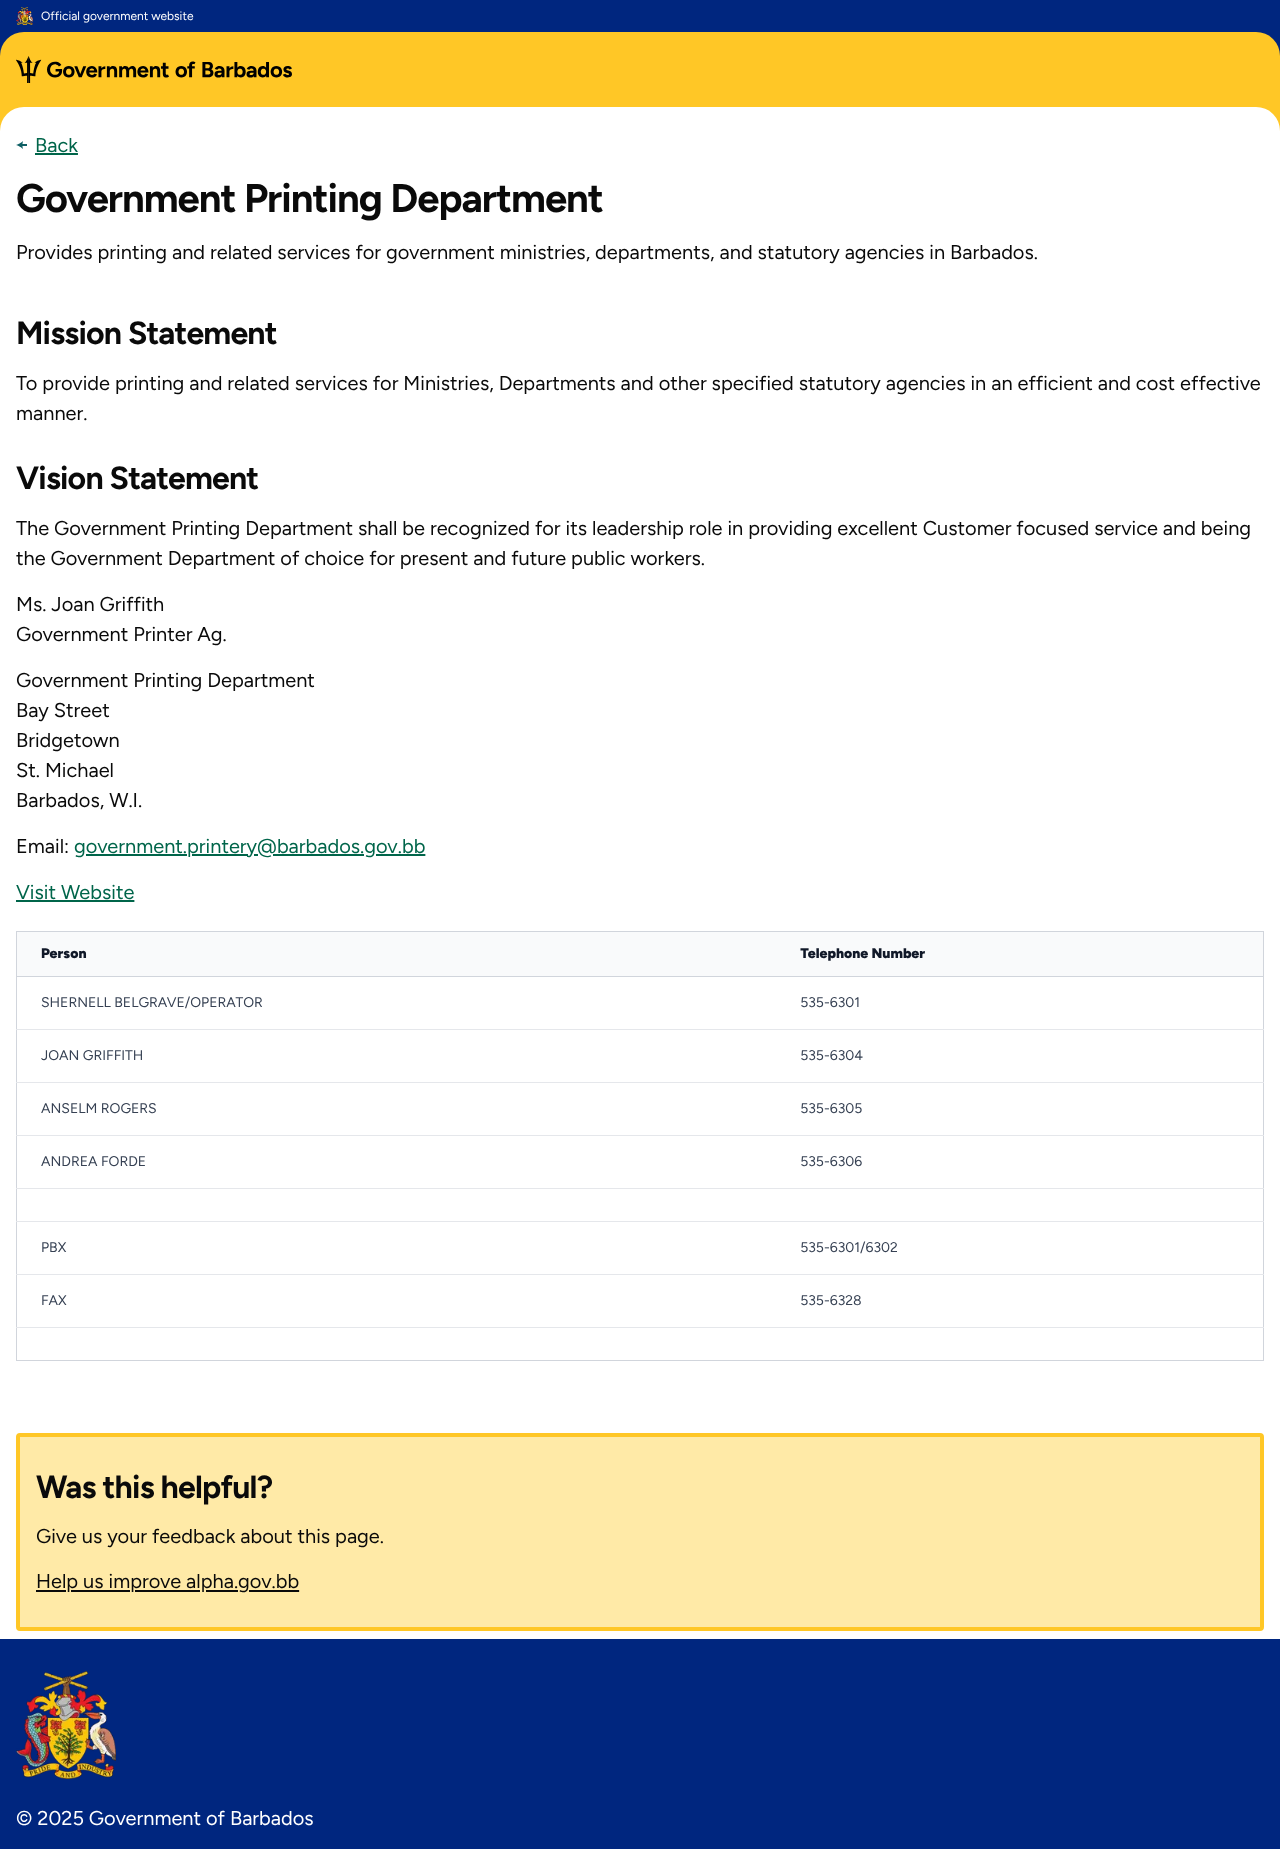 Official government website
Government of Barbados
Back
Government Printing Department
Provides printing and related services for government ministries, departments, and statutory agencies in Barbados.
Mission Statement
To provide printing and related services for Ministries, Departments and other specified statutory agencies in an efficient and cost effective
manner.
Vision Statement
The Government Printing Department shall be recognized for its leadership role in providing excellent Customer focused service and being
the Government Department of choice for present and future public workers.
Ms. Joan Griffith
Government Printer Ag.
Government Printing Department
Bay Street
Bridgetown
St. Michael
Barbados, W.I.
Email: government.printery@barbados.gov.bb
Visit Website
Person Telephone Number
SHERNELL BELGRAVE/OPERATOR 535-6301
JOAN GRIFFITH 535-6304
ANSELM ROGERS 535-6305
ANDREA FORDE 535-6306
PBX 535-6301/6302
FAX 535-6328
Was this helpful?
Give us your feedback about this page.
Help us improve alpha.gov.bb
PRIDE AND INDUSTRY
© 2025 Government of Barbados